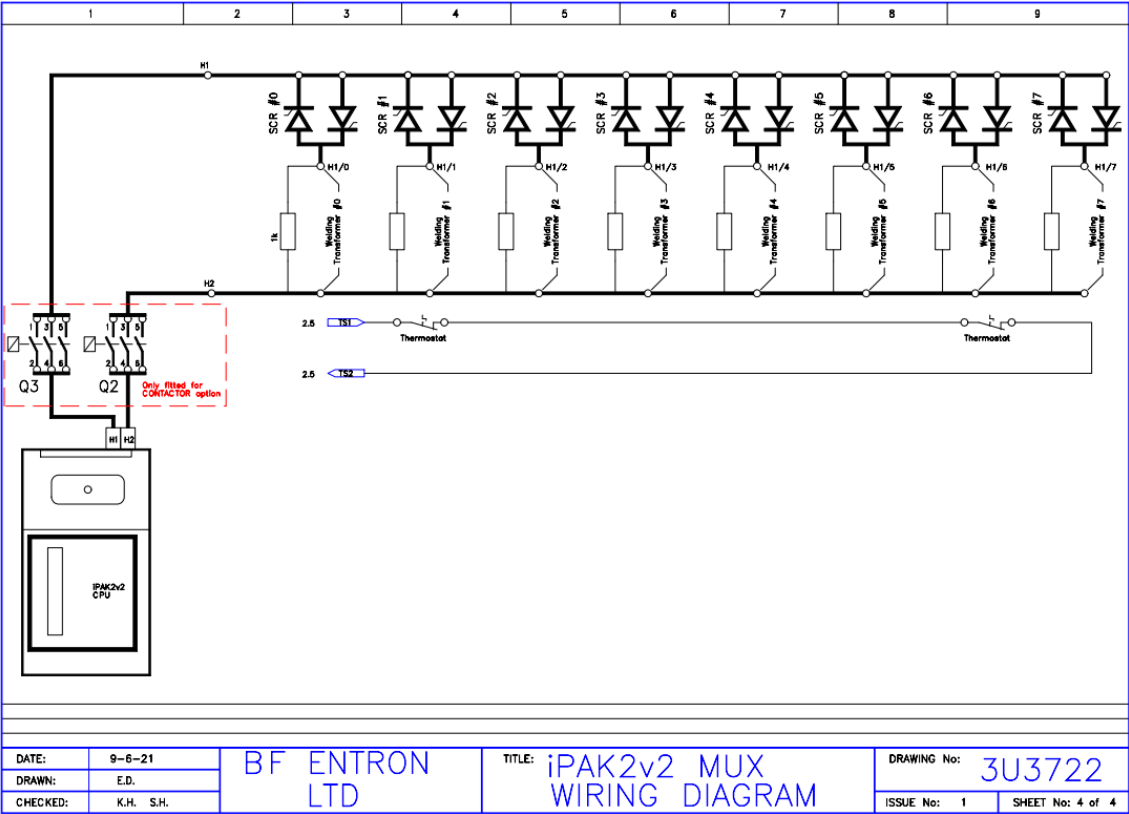 1 2 3 4 5 6 7 8 9
H1
SCR #0
SCR #1
SCR #2
SCR #3
SCR #4
SCR #5
SCR #6
SCR #7
H1/0
H1/1
H1/2
H1/3
H1/4
H1/5
H1/6
H1/7
1k
Welding
Transformer #0
Welding
Transformer #1
Welding
Transformer #2
Welding
Transformer #3
Welding
Transformer #4
Welding
Transformer #5
Welding
Transformer #6
Welding
Transformer #7
H2
1 3 5
2 4 6
Q3
1 3 5
2 4 6
Q2
Only fitted for
CONTACTOR option
2.5 TS1
Thermostat
Thermostat
2.5 TS2
H1 H2
iPAK2v2
CPU
DATE: 9-6-21
DRAWN: E.D.
CHECKED: K.H. S.H.
BF ENTRON
LTD
TITLE: iPAK2v2 MUX
WIRING DIAGRAM
DRAWING No: 3U3722
ISSUE No: 1
SHEET No: 4 of 4